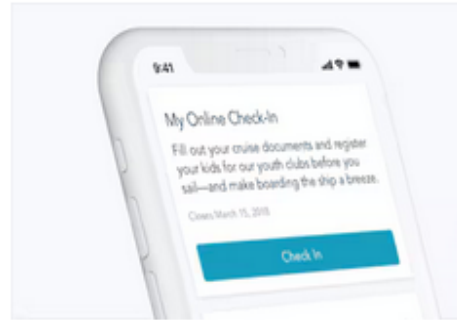 9:41
My Online Check-In
Fill out your cruise documents and register
your kids for our youth clubs before you
sail—and make boarding the ship a breeze.
Closes March 15, 2018
Check In